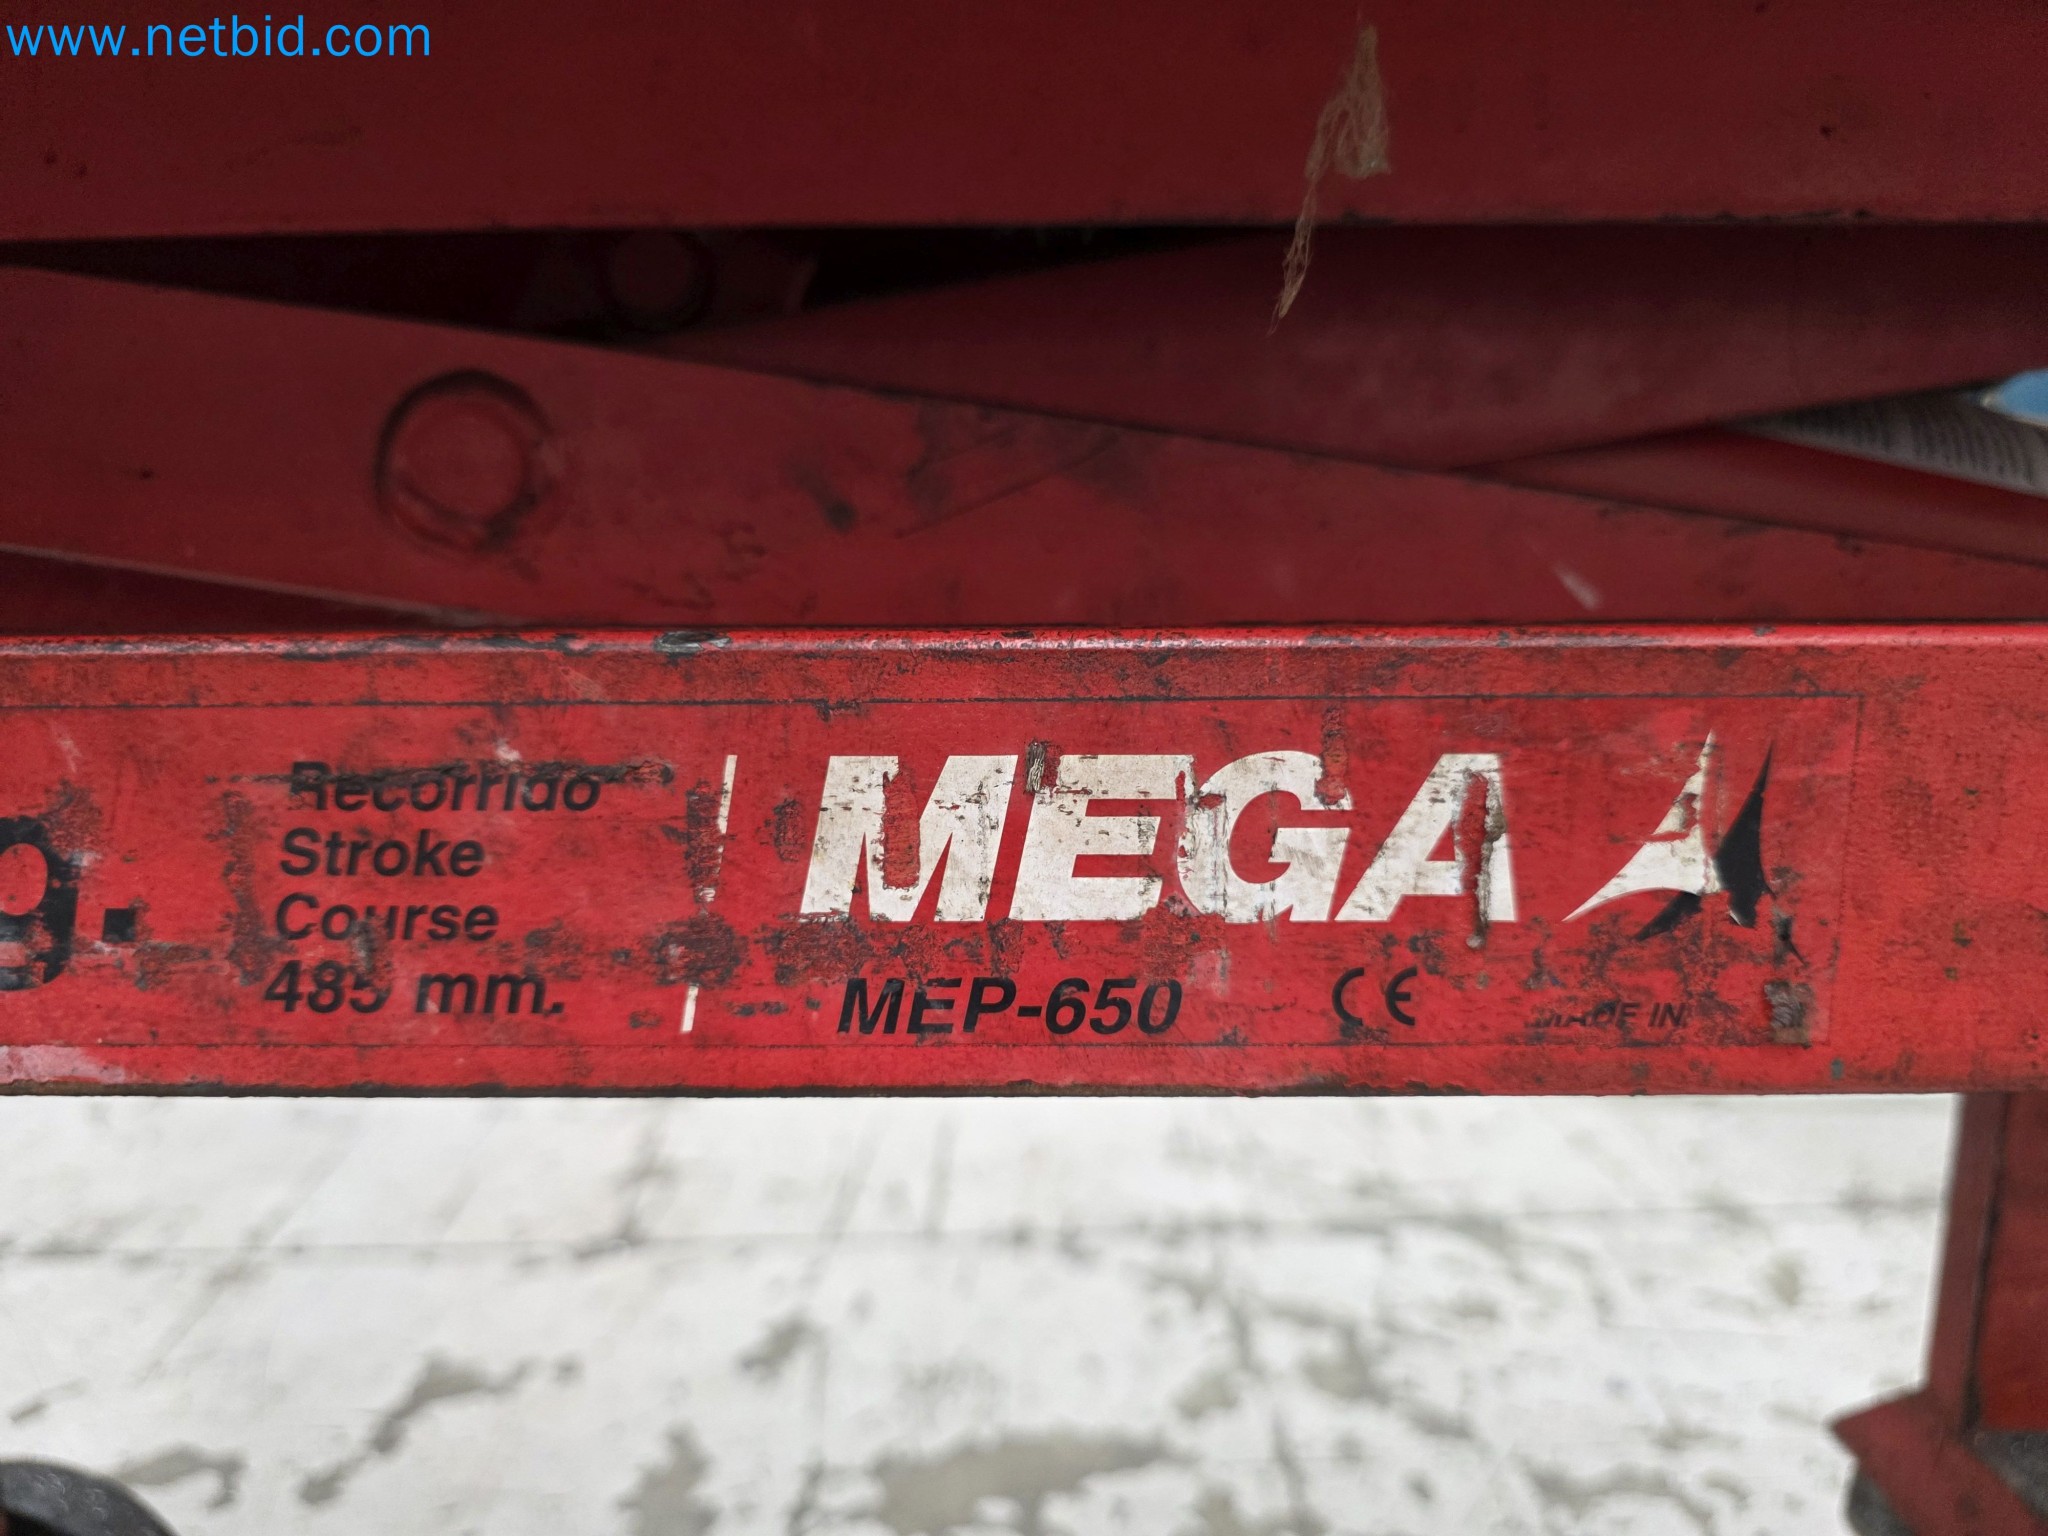 www.netbid.com
g.
Recorrido
Stroke
Course
485 mm.
MEGA
MEP-650
CE
MADE IN